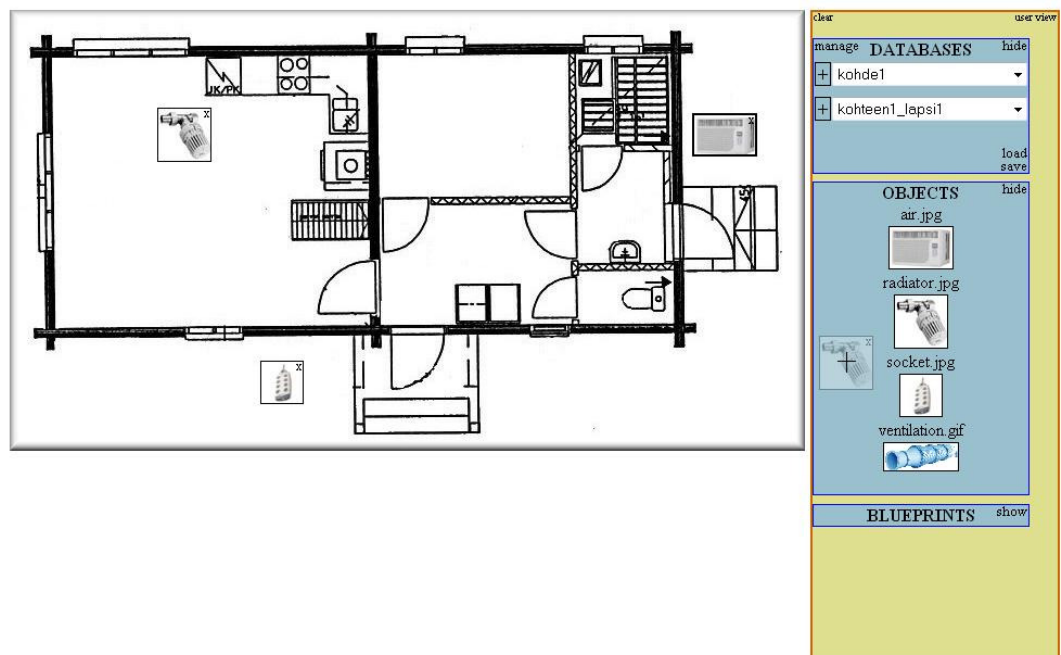 clear user view
manage DATABASES hide
+ kohde1
+ kohteen1_lapsi1
load
save
OBJECTS hide
air.jpg
radiator.jpg
socket.jpg
ventilation.gif
BLUEPRINTS show
JK/PK
x
x
x
x